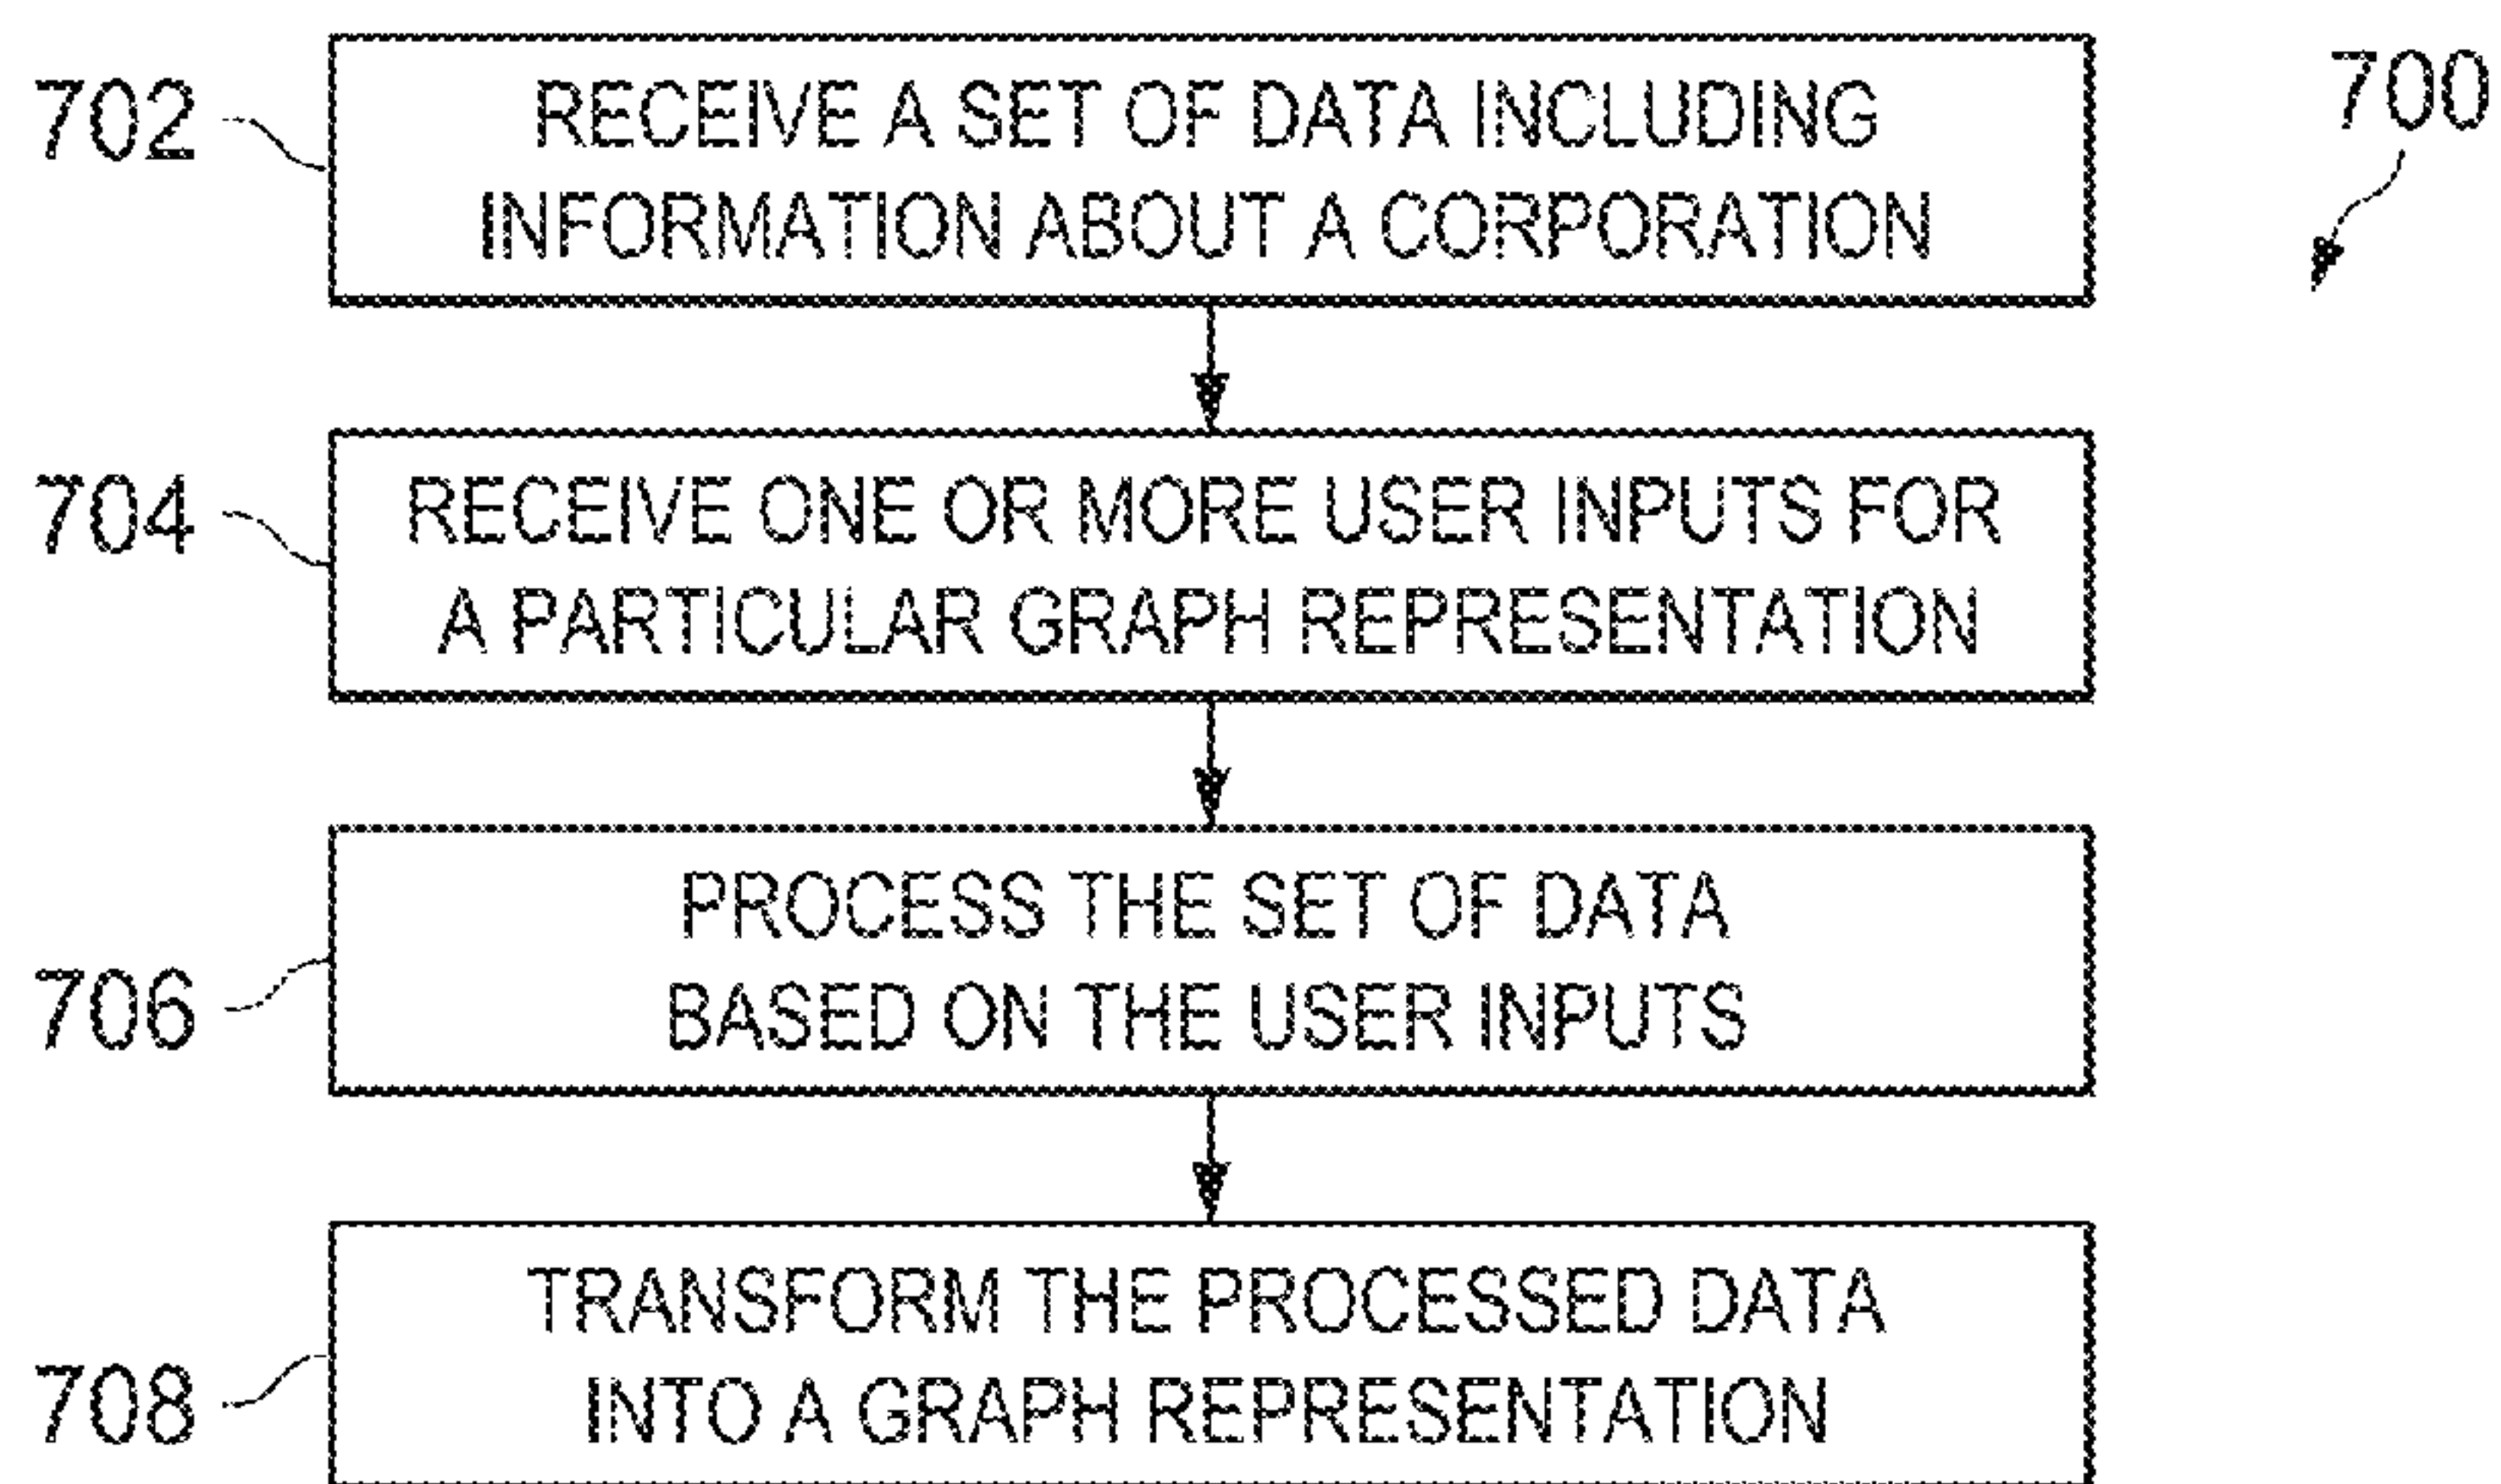 700
702
RECEIVE A SET OF DATA INCLUDING
INFORMATION ABOUT A CORPORATION
704
RECEIVE ONE OR MORE USER INPUTS FOR
A PARTICULAR GRAPH REPRESENTATION
706
PROCESS THE SET OF DATA
BASED ON THE USER INPUTS
708
TRANSFORM THE PROCESSED DATA
INTO A GRAPH REPRESENTATION